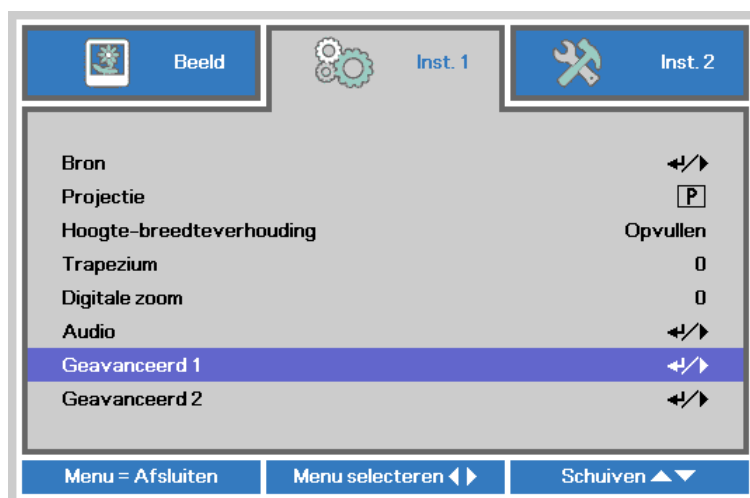 Beeld Inst. 1 Inst. 2
Bron ↵/▶
Projectie P
Hoogte-breedteverhouding Opvullen
Trapezium 0
Digitale zoom 0
Audio ↵/▶
Geavanceerd 1 ↵/▶
Geavanceerd 2 ↵/▶
Menu = Afsluiten Menu selecteren ◀▶ Schuiven ▲▼